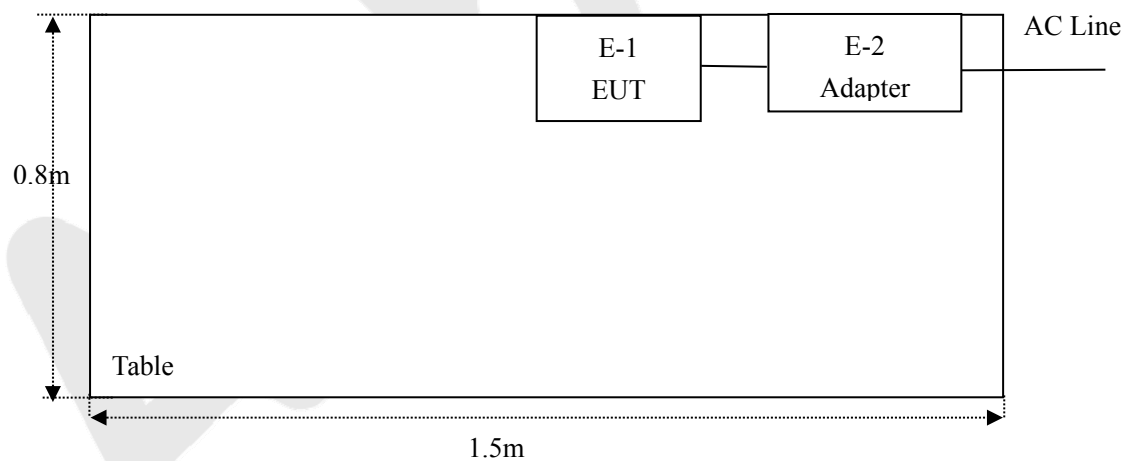 E-1
EUT
E-2
Adapter
AC Line
0.8m
Table
1.5m